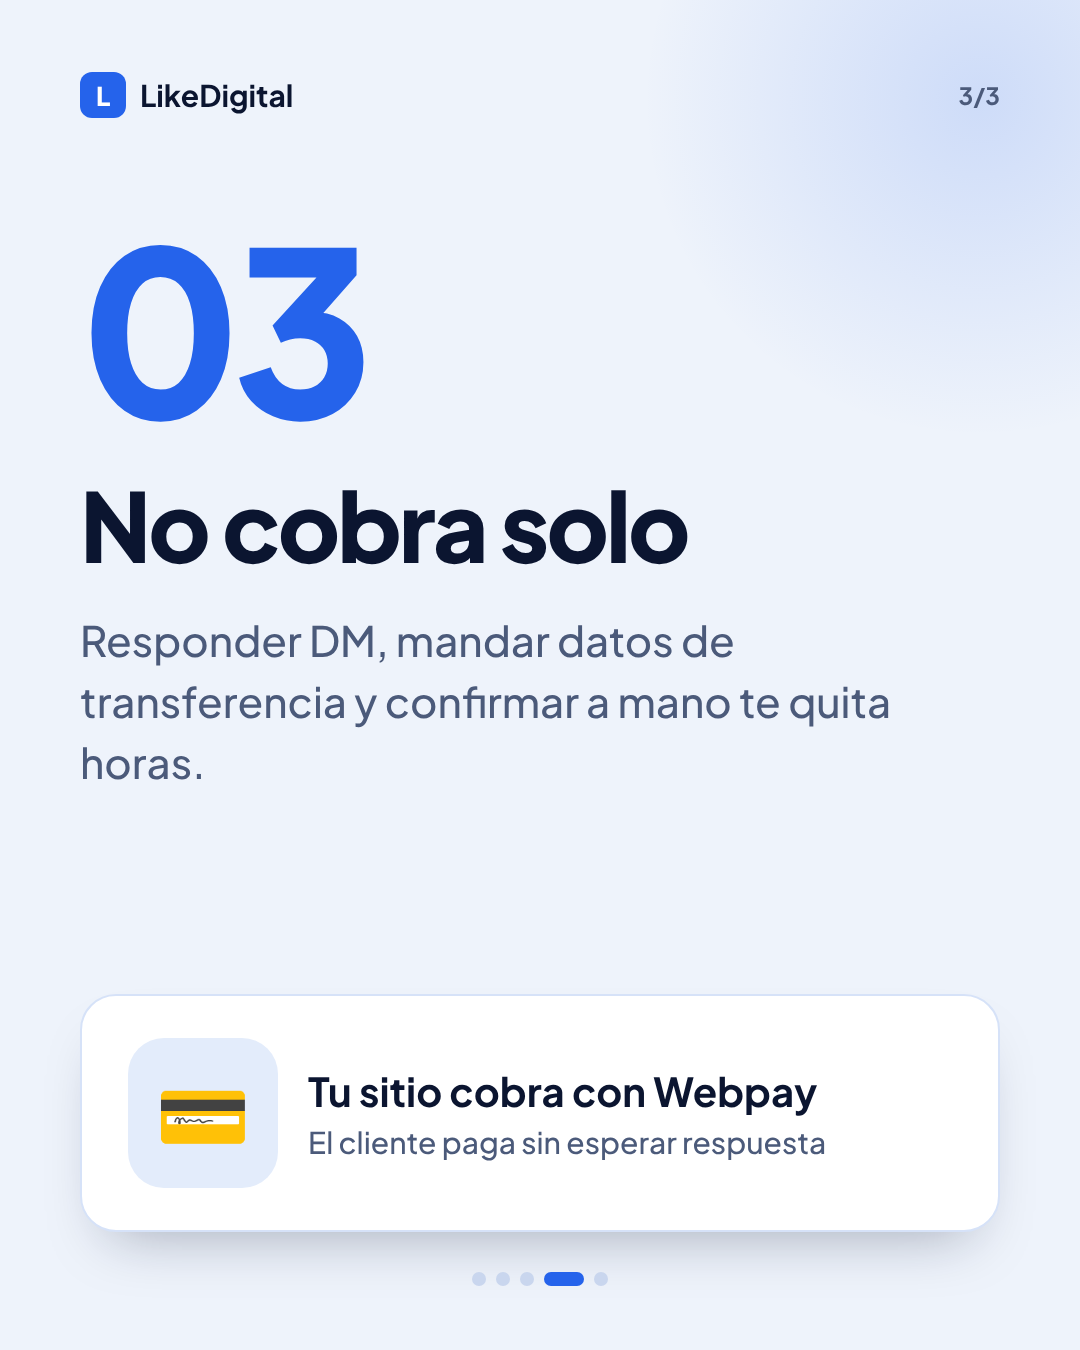 L LikeDigital
3/3
03
No cobra solo
Responder DM, mandar datos de
transferencia y confirmar a mano te quita
horas.
Tu sitio cobra con Webpay
El cliente paga sin esperar respuesta